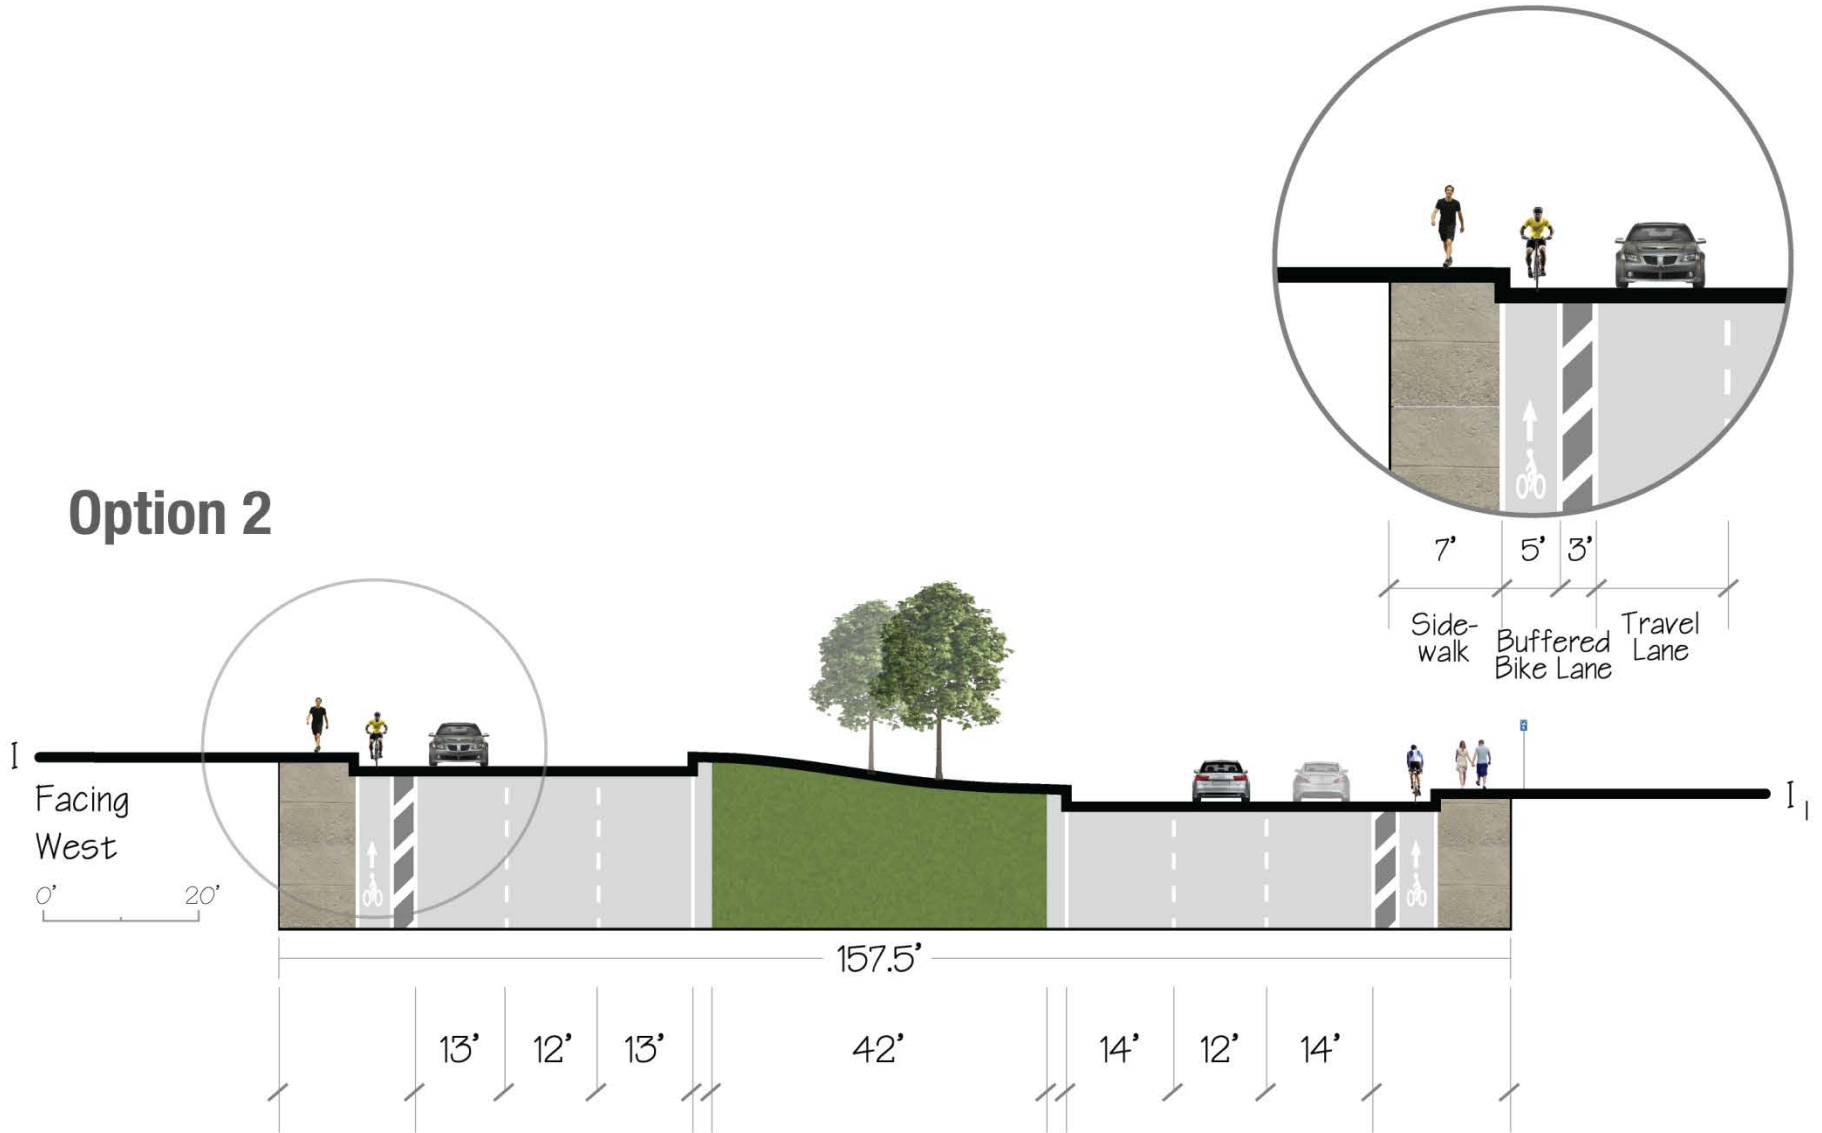 7’ 5’ 3’
Side-
walk
Buffered
Bike Lane
Travel
Lane
Option 2
I
Facing
West
0’ 20’
I
157.5’
13’ 12’ 13’ 42’ 14’ 12’ 14’